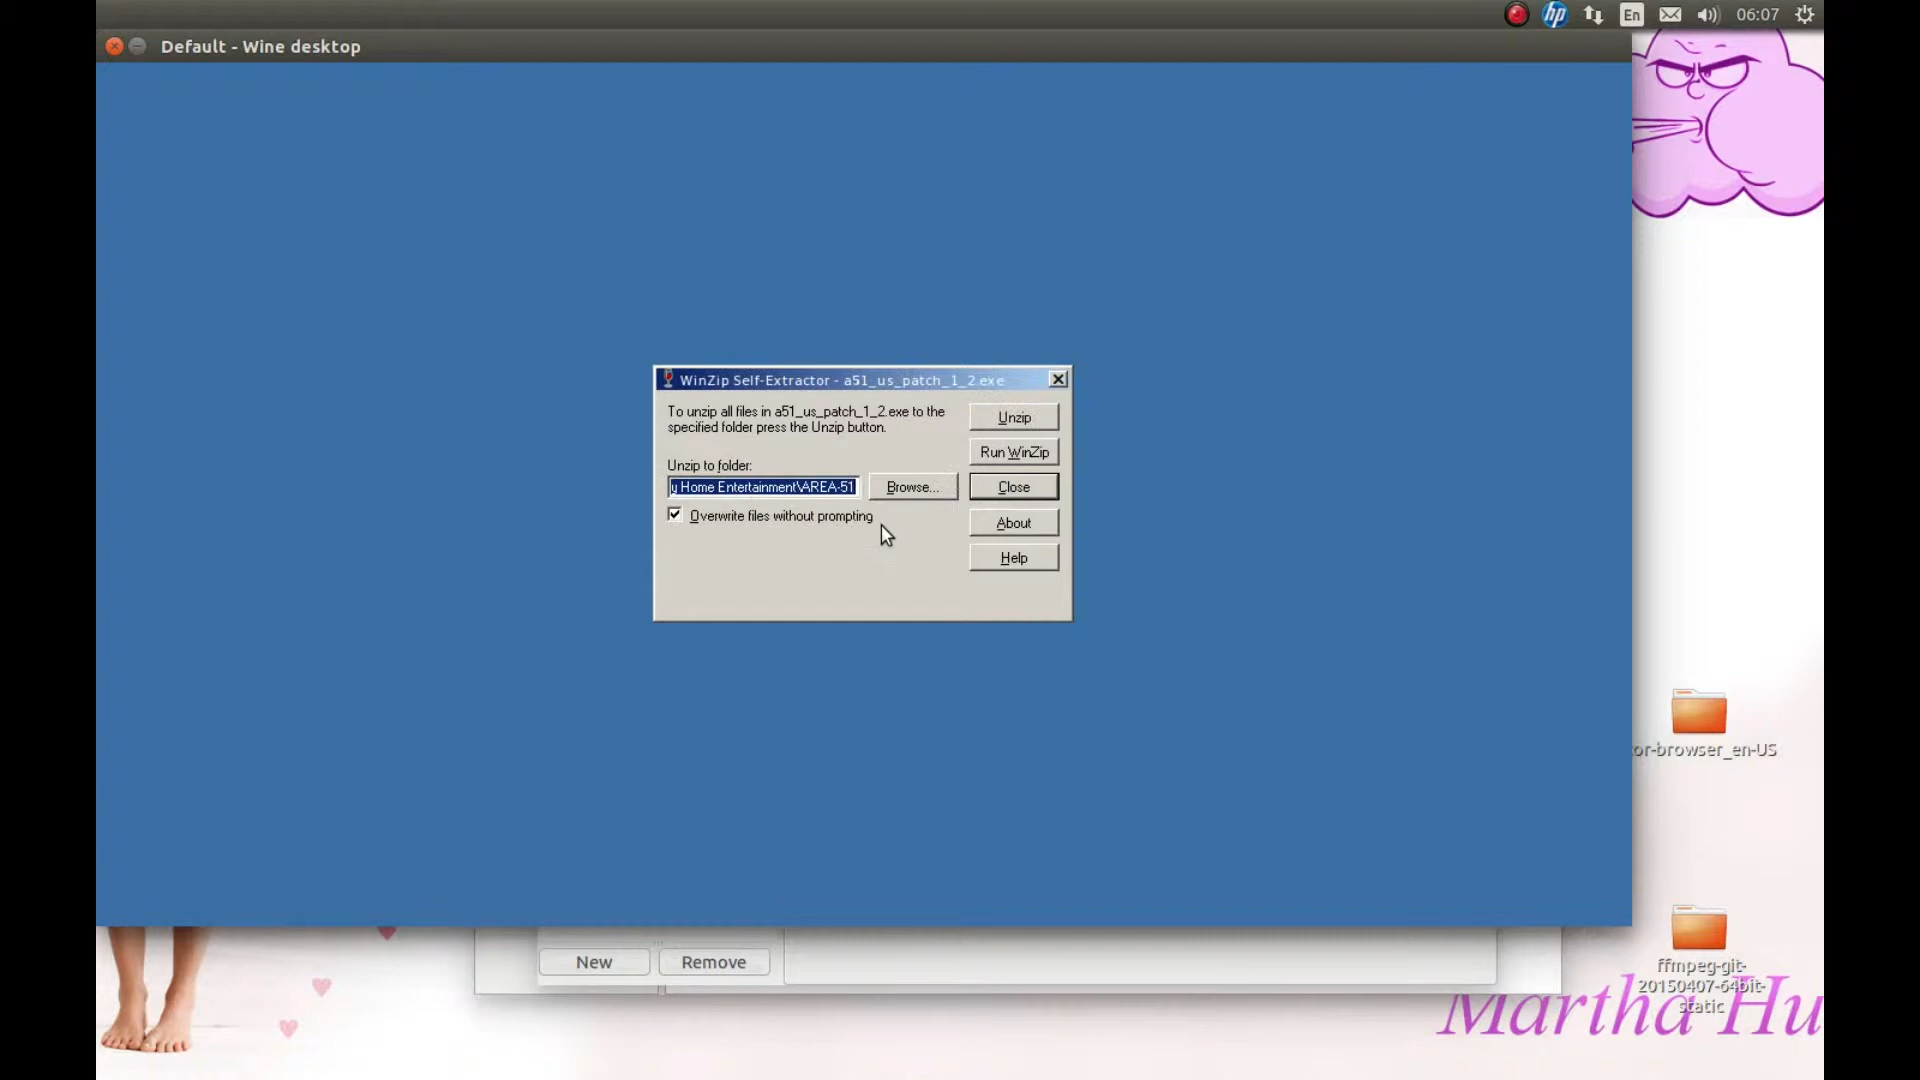 hp
En
06:07
Default - Wine desktop
WinZip Self-Extractor - a51_us_patch_1_2.exe
To unzip all files in a51_us_patch_1_2.exe to the
specified folder press the Unzip button.
Unzip
Run WinZip
Unzip to folder:
y Home Entertainment\AREA-51
Browse...
Close
Overwrite files without prompting
About
Help
or-browser_en-US
New
Remove
ffmpeg-git-
20150407-64bit-
static
Martha Hu